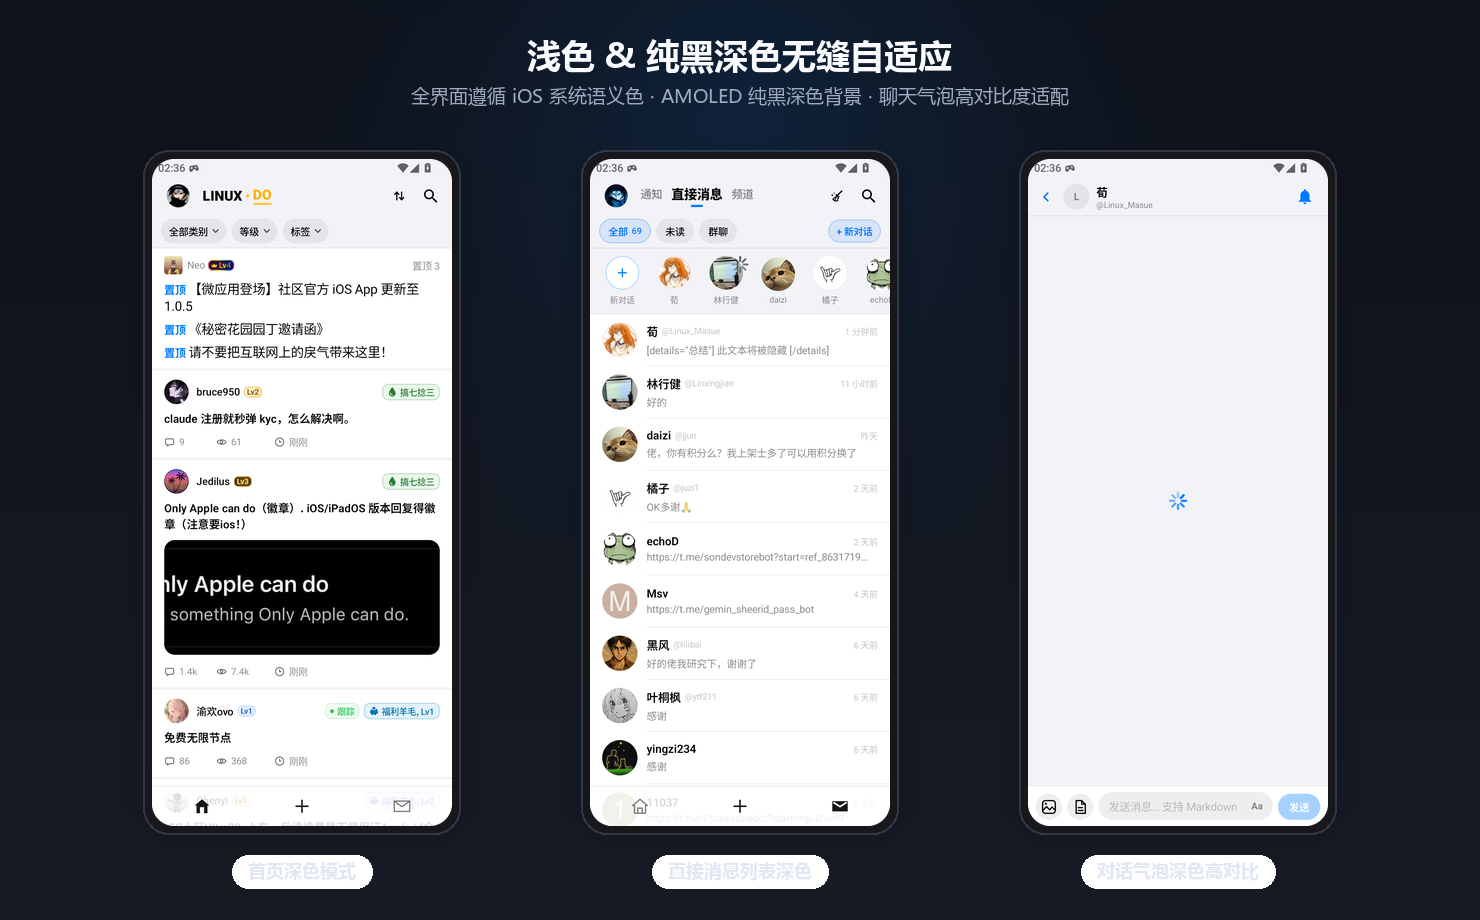 浅色 & 纯黑深色无缝自适应
全界面遵循 iOS 系统语义色 · AMOLED 纯黑深色背景 · 聊天气泡高对比度适配
02:36
LINUX · DO
全部类别 等级 标签
Neo Lv4 置顶 3
置顶 【微应用登场】社区官方 iOS App 更新至
1.0.5
置顶 《秘密花园园丁邀请函》
置顶 请不要把互联网上的戾气带来这里！
bruce950 Lv2 搞七捻三
claude 注册就秒弹 kyc，怎么解决啊。
9 61 刚刚
Jedilus Lv3 搞七捻三
Only Apple can do（徽章）. iOS/iPadOS 版本回复得徽
章（注意要ios！）
nly Apple can do
something Only Apple can do.
1.4k 7.4k 刚刚
渝欢ovo Lv1 跟踪 福利羊毛, Lv1
免费无限节点
86 368 刚刚
Lv2
首页深色模式
02:36
通知 直接消息 频道
全部 69 未读 群聊 + 新对话
新对话 荀 林行健 daizi 橘子 echo
荀 @Linux_Masue 1 分钟前
[details="总结"] 此文本将被隐藏 [/details]
林行健 @Linxingjian 11 小时前
好的
daizi @jjun 昨天
佬，你有积分么？我上架士多了可以用积分换了
橘子 @juzi1 2 天前
OK多谢🙏
echoD 2 天前
https://t.me/sondevstorebot?start=ref_8631719...
M
Msv 4 天前
https://t.me/gemin_sheerid_pass_bot
黑风 @lilibai 6 天前
好的佬我研究下，谢谢了
叶桐枫 @ytf211 6 天前
感谢
yingzi234 6 天前
感谢
11037
直接消息列表深色
02:36
L 荀
@Linux_Masue
发送消息... 支持 Markdown Aa 发送
对话气泡深色高对比